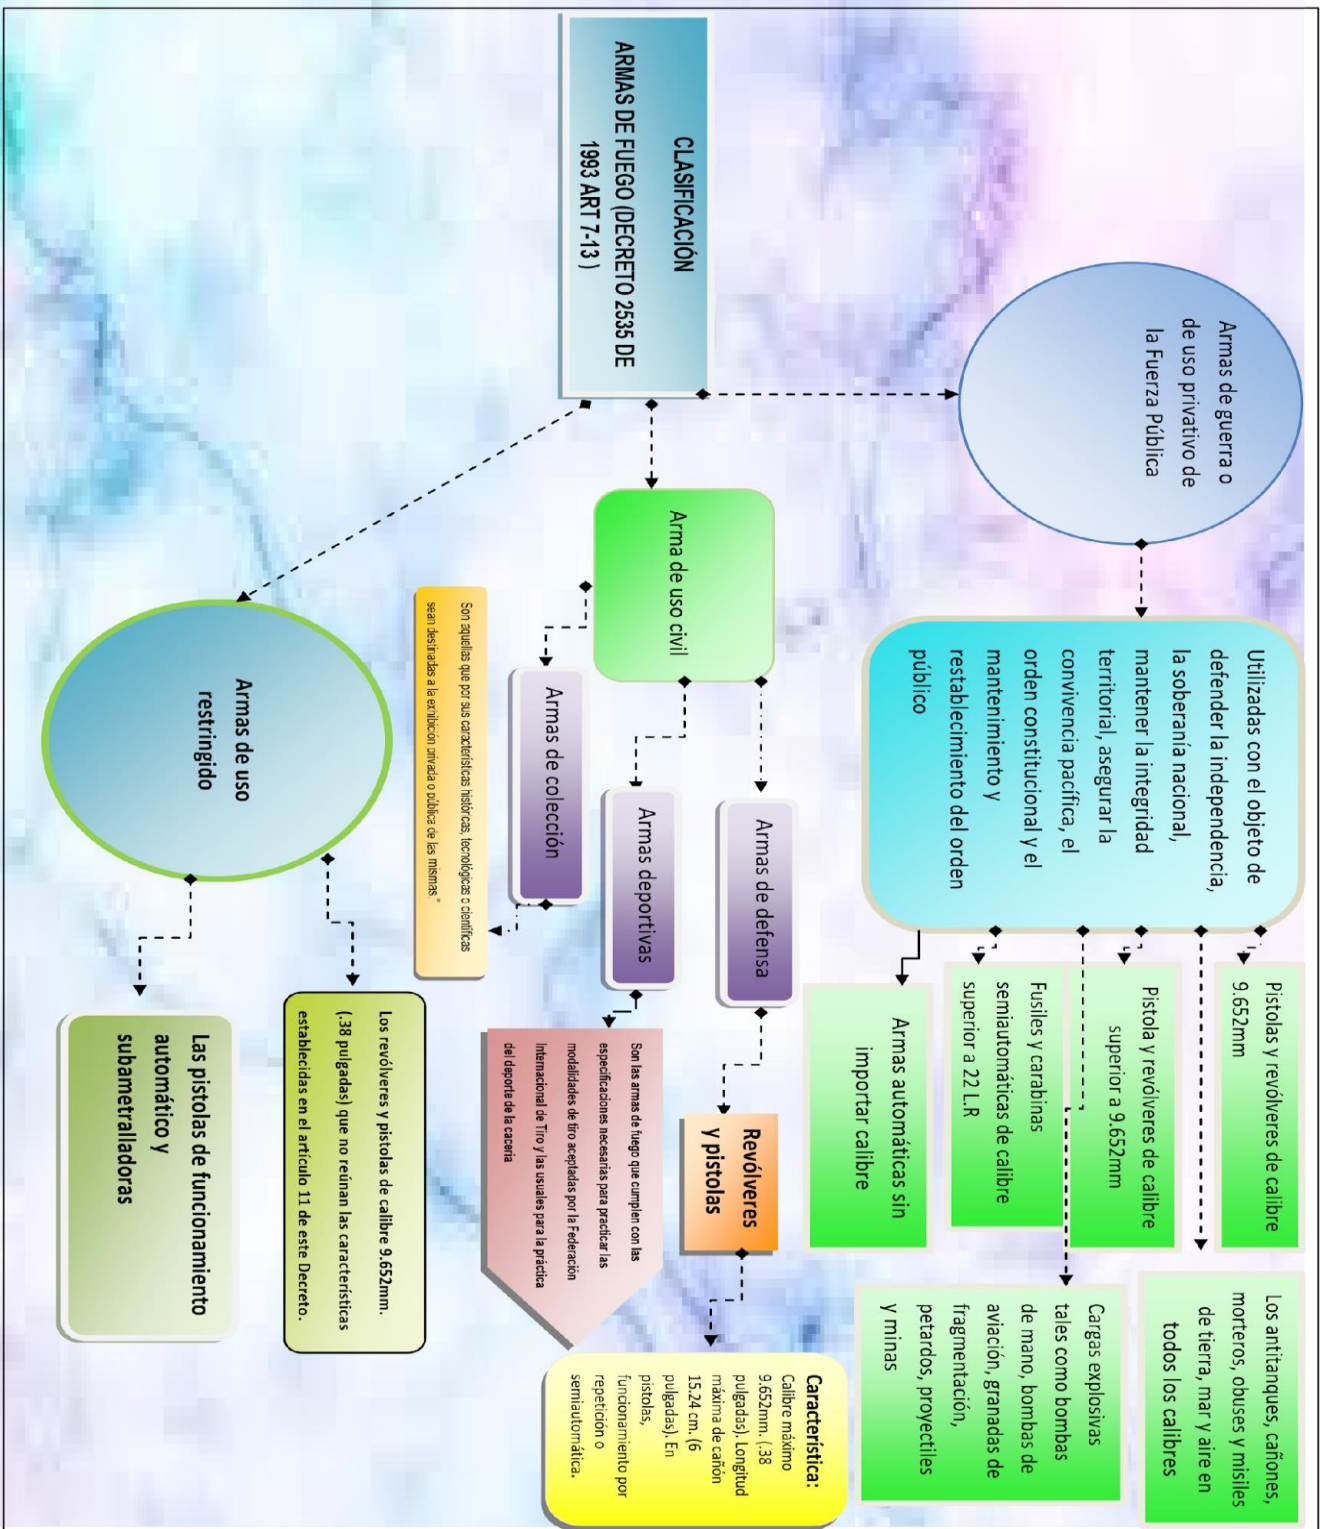 CLASIFICACIÓN
ARMAS DE FUEGO (DECRETO 2535 DE
1993 ART 7-13 )
Armas de guerra o
de uso privativo de
la Fuerza Pública
Utilizadas con el objeto de
defender la independencia,
la soberanía nacional,
mantener la integridad
territorial, asegurar la
convivencia pacífica, el
orden constitucional y el
mantenimiento y
restablecimiento del orden
público
Pistolas y revólveres de calibre
9.652mm
Los antitanques, cañones,
morteros, obuses y misiles
de tierra, mar y aire en
todos los calibres
Pistola y revólveres de calibre
superior a 9.652mm
Cargas explosivas
tales como bombas
de mano, bombas de
aviación, granadas de
fragmentación,
petardos, proyectiles
y minas
Fusiles y carabinas
semiautomáticas de calibre
superior a 22 L.R
Armas automáticas sin
importar calibre
Arma de uso civil
Armas de defensa
Revólveres
y pistolas
Característica:
Calibre máximo
9.652mm. (.38
pulgadas). Longitud
máxima de cañón
15.24 cm. (6
pulgadas). En
pistolas,
funcionamiento por
repetición o
semiautomática.
Armas deportivas
Son las armas de fuego que cumplen con las
especificaciones necesarias para practicar las
modalidades de tiro aceptadas por la Federación
Internacional de Tiro y las usuales para la práctica
del deporte de la cacería
Armas de colección
Son aquellas que por sus características históricas, tecnológicas o científicas
sean destinadas a la exhibición privada o pública de las mismas."
Armas de uso
restringido
Los revólveres y pistolas de calibre 9.652mm.
(.38 pulgadas) que no reúnan las características
establecidas en el artículo 11 de este Decreto.
Las pistolas de funcionamiento
automático y
subametralladoras